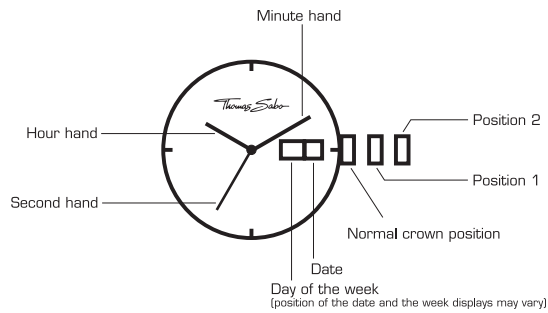 Minute hand
Thomas Sabo
Position 2
Hour hand
Position 1
Second hand
Normal crown position
Date
Day of the week
(position of the date and the week displays may vary)